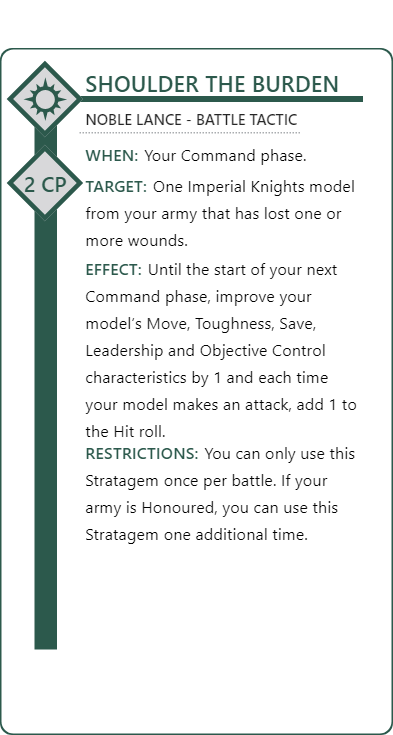 SHOULDER THE BURDEN
NOBLE LANCE - BATTLE TACTIC
WHEN: Your Command phase.
2 CP
TARGET: One Imperial Knights model
from your army that has lost one or
more wounds.
EFFECT: Until the start of your next
Command phase, improve your
model’s Move, Toughness, Save,
Leadership and Objective Control
characteristics by 1 and each time
your model makes an attack, add 1 to
the Hit roll.
RESTRICTIONS: You can only use this
Stratagem once per battle. If your
army is Honoured, you can use this
Stratagem one additional time.